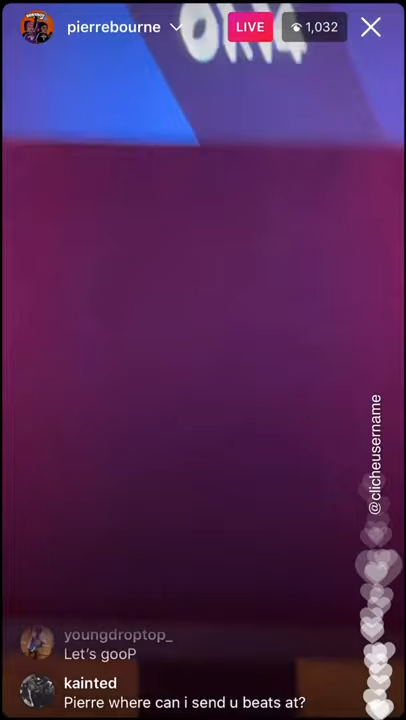 pierrebourne
LIVE
1,032
@clicheusername
youngdroptop_
Let's gooP
kainted
Pierre where can i send u beats at?